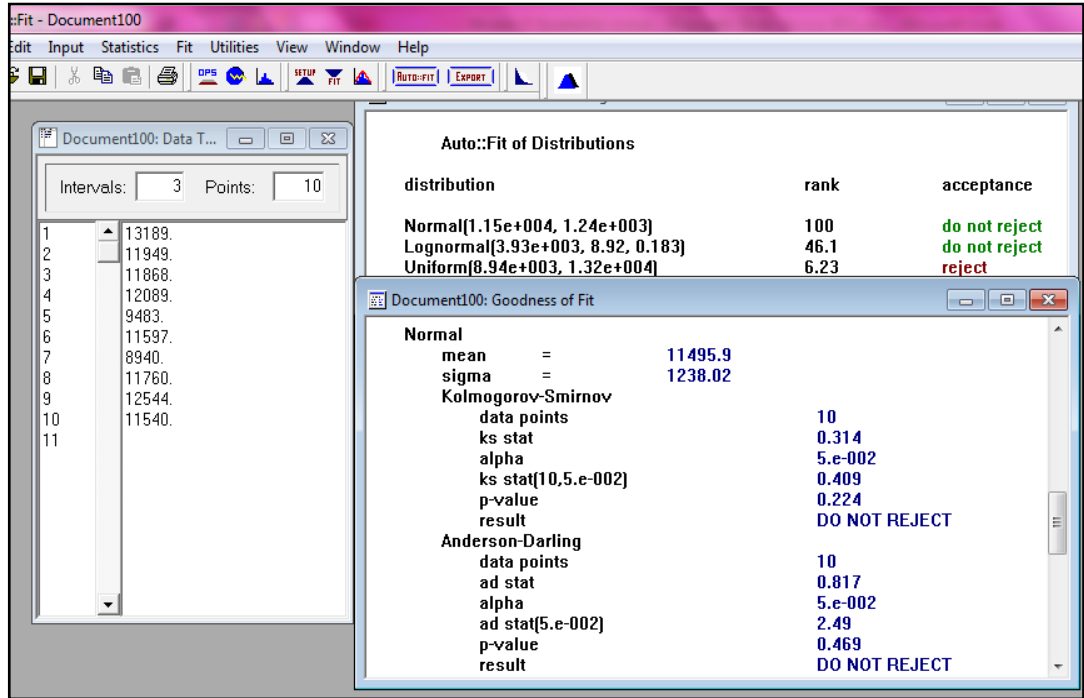 ::Fit - Document100
Edit Input Statistics Fit Utilities View Window Help
OPS SETUP FIT AUTO::FIT EXPORT
Document100: Data T...
Intervals: 3 Points: 10
1 13189.
2 11949.
3 11868.
4 12089.
5 9483.
6 11597.
7 8940.
8 11760.
9 12544.
10 11540.
11
Auto::Fit of Distributions
distribution rank acceptance
Normal(1.15e+004, 1.24e+003) 100 do not reject
Lognormal(3.93e+003, 8.92, 0.183) 46.1 do not reject
Uniform(8.94e+003, 1.32e+004) 6.23 reject
Document100: Goodness of Fit
Normal
mean = 11495.9
sigma = 1238.02
Kolmogorov-Smirnov
data points 10
ks stat 0.314
alpha 5.e-002
ks stat(10,5.e-002) 0.409
p-value 0.224
result DO NOT REJECT
Anderson-Darling
data points 10
ad stat 0.817
alpha 5.e-002
ad stat(5.e-002) 2.49
p-value 0.469
result DO NOT REJECT